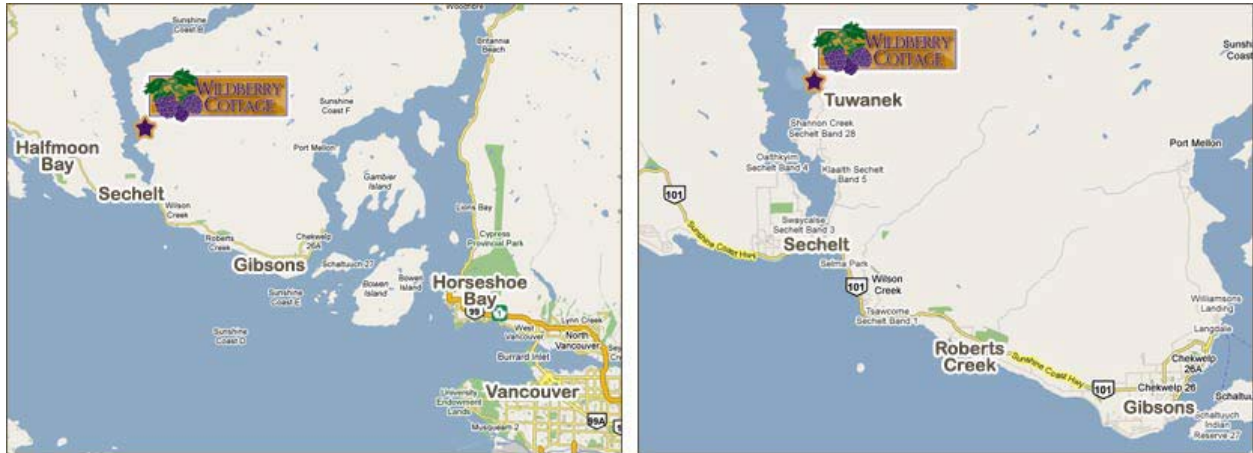 Woodfibre
Sunshine
Coast B
Britannia
Beach
WILDBERRY
COTTAGE
Sunshine
Coast F
Halfmoon
Bay
Port Mellon
Gambier
Island
Sechelt
Wilson
Creek
Lions Bay
Roberts
Creek
Chekwelp
26A
Cypress
Provincial Park
Gibsons
Schaltuuch 27
Bowen
Island
Bowen
Island
Horseshoe
Bay
Sunshine
Coast E
99
1
Sunshine
Coast D
Lynn Creek
West
Vancouver
North
Vancouver
Burrard Inlet
Vancouver
University
Endowment
Lands
Musqueam 2
99A
WILDBERRY
COTTAGE
Sunshine
Coast
Tuwanek
Shannon Creek
Sechelt Band 28
Port Mellon
Oalthkyim
Sechelt Band 4
Klaalth Sechelt
Band 5
101
Swaycalse
Sechelt Band 3
Sunshine Coast Hwy
Sechelt
Selma Park
101
Wilson
Creek
Tsawcome
Sechelt Band 1
Williamsons
Landing
Langdale
Roberts
Creek
Sunshine Coast Hwy
Chekwelp
26A
101
Chekwelp 26
Gibsons
Schaltuuch
Indian
Reserve 27